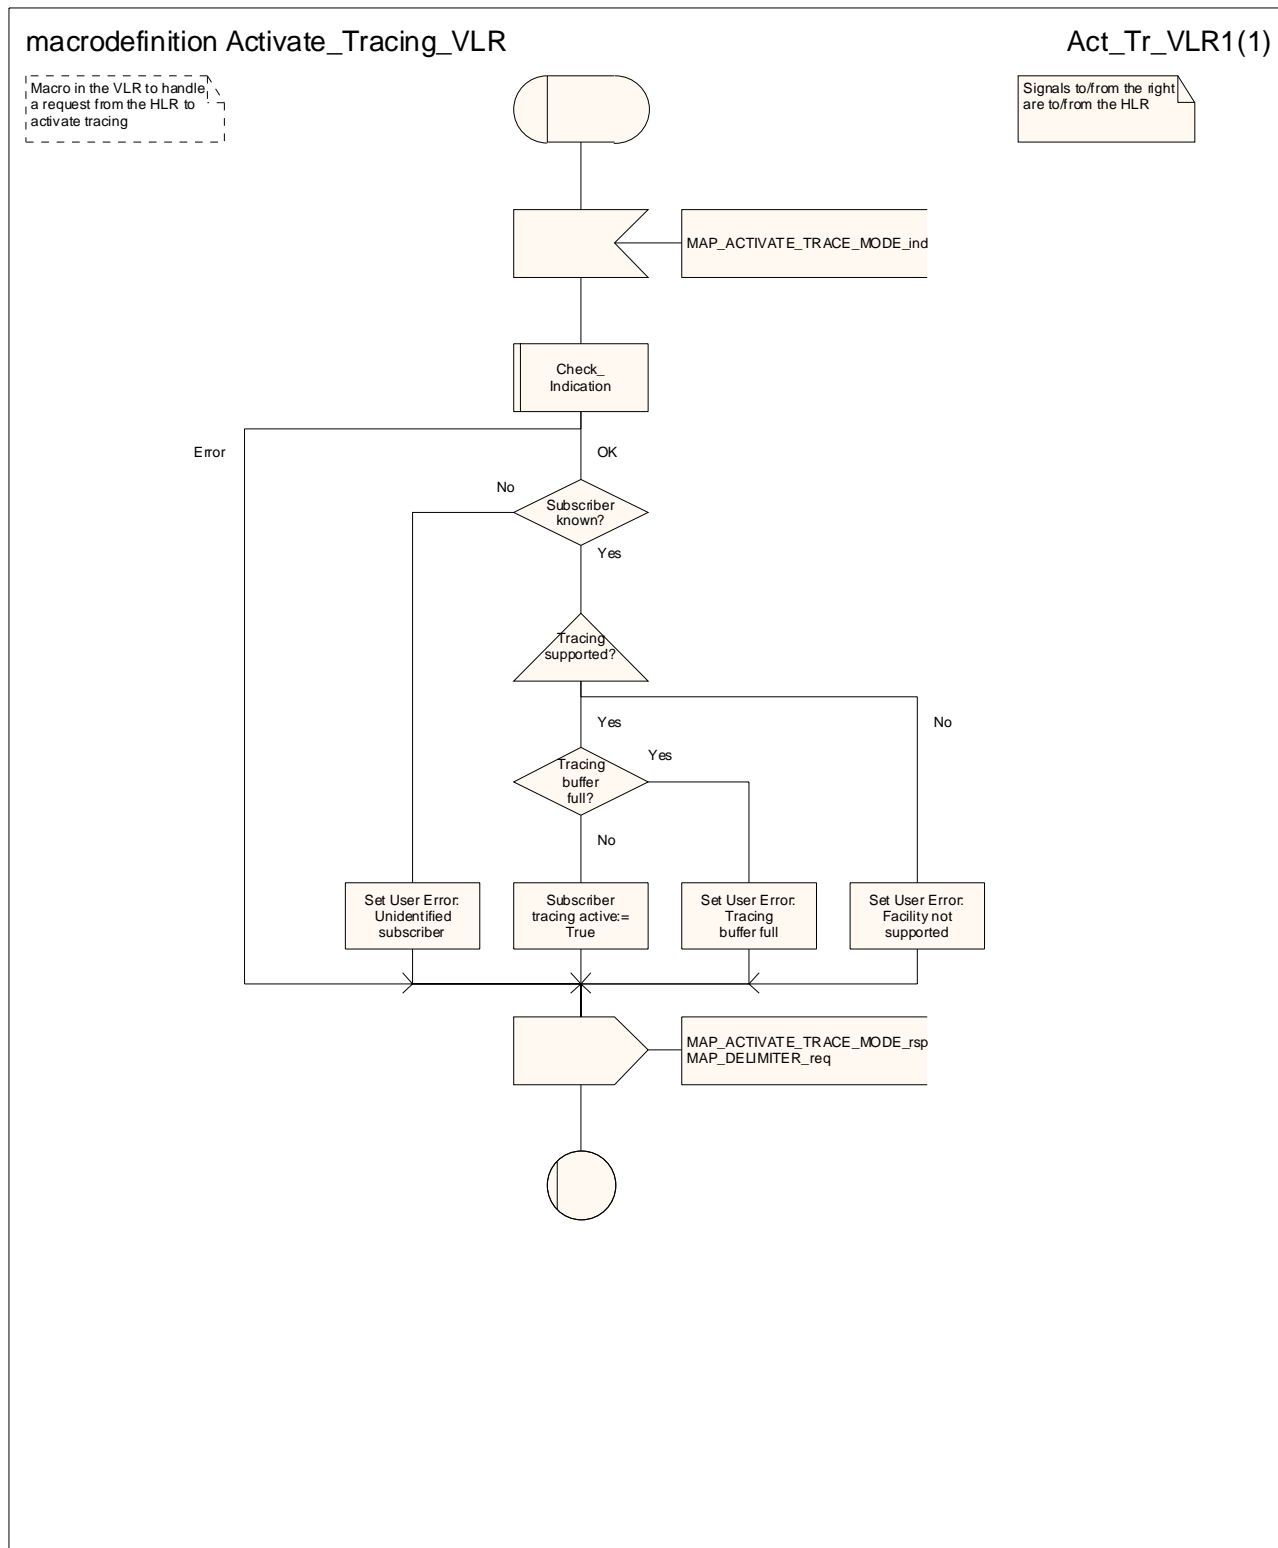 macrodefinition Activate_Tracing_VLR
Act_Tr_VLR1(1)
Macro in the VLR to handle
a request from the HLR to
activate tracing
Signals to/from the right
are to/from the HLR
MAP_ACTIVATE_TRACE_MODE_ind
Check_
Indication
Error
OK
No
Subscriber
known?
Yes
Tracing
supported?
Yes
No
Yes
Tracing
buffer
full?
No
Set User Error:
Unidentified
subscriber
Subscriber
tracing active:=
True
Set User Error:
Tracing
buffer full
Set User Error:
Facility not
supported
MAP_ACTIVATE_TRACE_MODE_rsp
MAP_DELIMITER_req